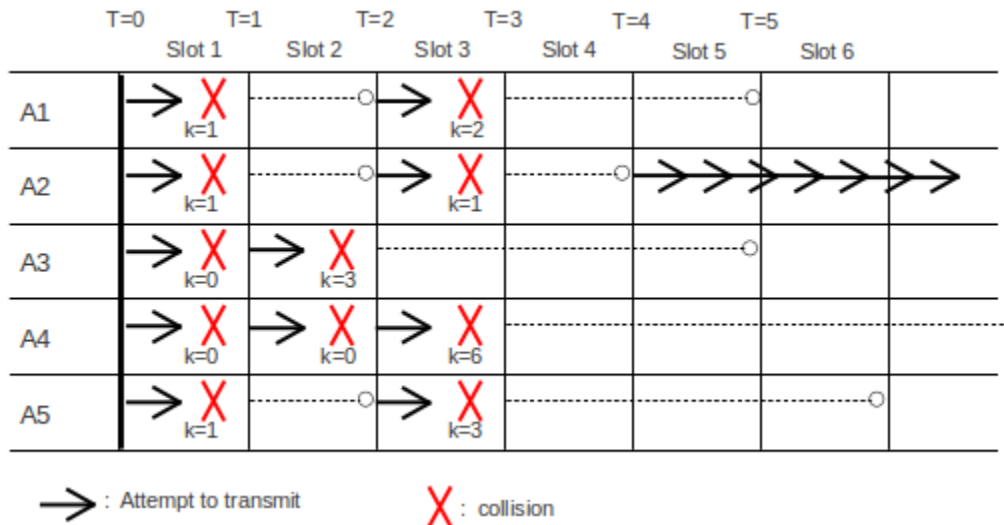 T=0 T=1 T=2 T=3 T=4 T=5
Slot 1 Slot 2 Slot 3 Slot 4 Slot 5 Slot 6
A1
k=1 k=2
A2
k=1 k=1
A3
k=0 k=3
A4
k=0 k=0 k=6
A5
k=1 k=3
: Attempt to transmit : collision